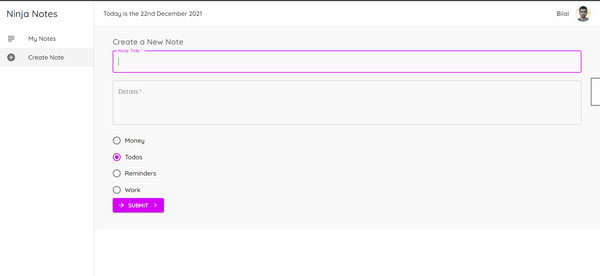 Ninja Notes
Today is the 22nd December 2021
Bilal
My Notes
Create Note
Create a New Note
Note Title *
Details *
Money
Todos
Reminders
Work
SUBMIT